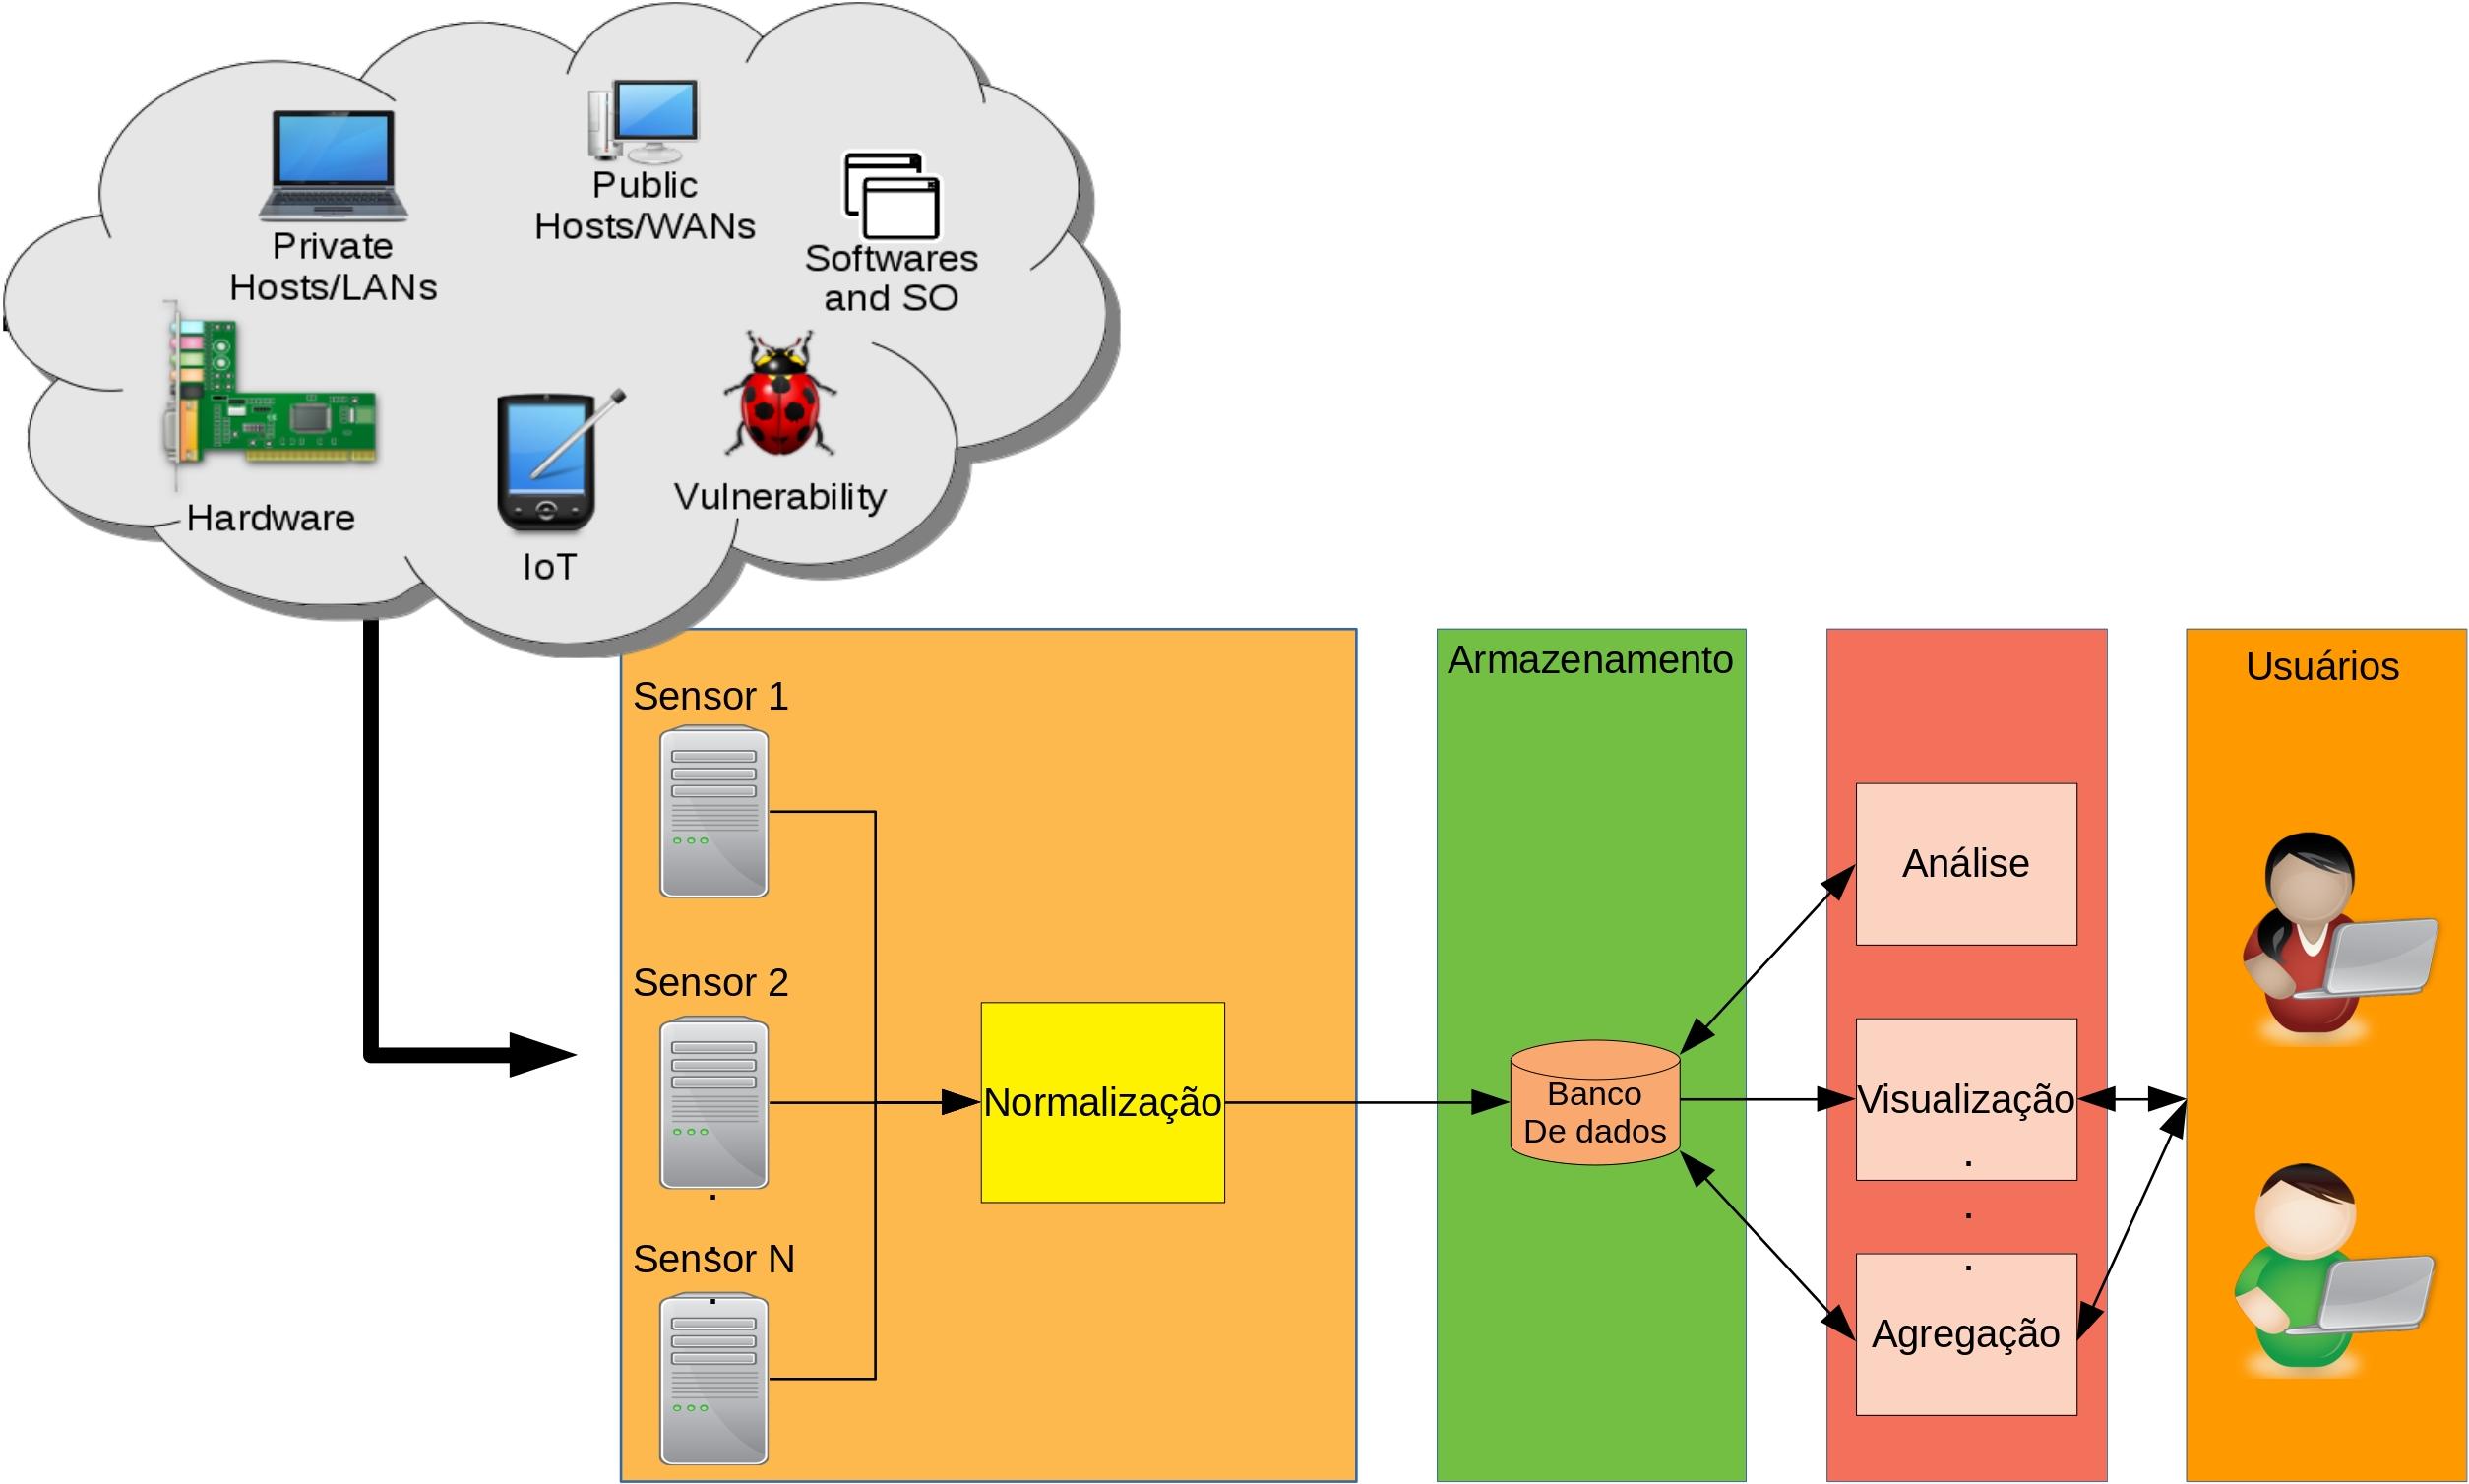 Private
Hosts/LANs
Public
Hosts/WANs
Softwares
and SO
Hardware
IoT
Vulnerability
Sensor 1
Sensor 2
.
.
Sensor N
.
Normalização
Armazenamento
Banco
De dados
Análise
Visualização
.
.
.
Agregação
Usuários